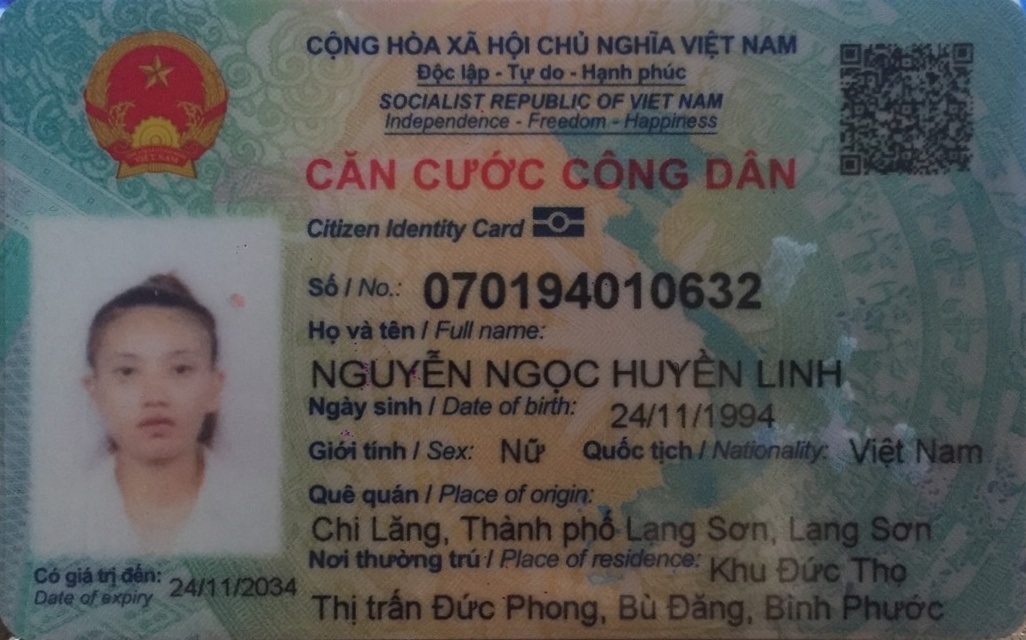 CỘNG HÒA XÃ HỘI CHỦ NGHĨA VIỆT NAM
Độc lập - Tự do - Hạnh phúc
SOCIALIST REPUBLIC OF VIET NAM
Independence - Freedom - Happiness
CĂN CƯỚC CÔNG DÂN
Citizen Identity Card
Số / No.: 070194010632
Họ và tên / Full name:
NGUYỄN NGỌC HUYỀN LINH
Ngày sinh / Date of birth: 24/11/1994
Giới tính / Sex: Nữ Quốc tịch / Nationality: Việt Nam
Quê quán / Place of origin:
Chi Lăng, Thành phố Lạng Sơn, Lạng Sơn
Nơi thường trú / Place of residence: Khu Đức Thọ
Thị trấn Đức Phong, Bù Đăng, Bình Phước
Có giá trị đến: 24/11/2034
Date of expiry
VIỆT NAM